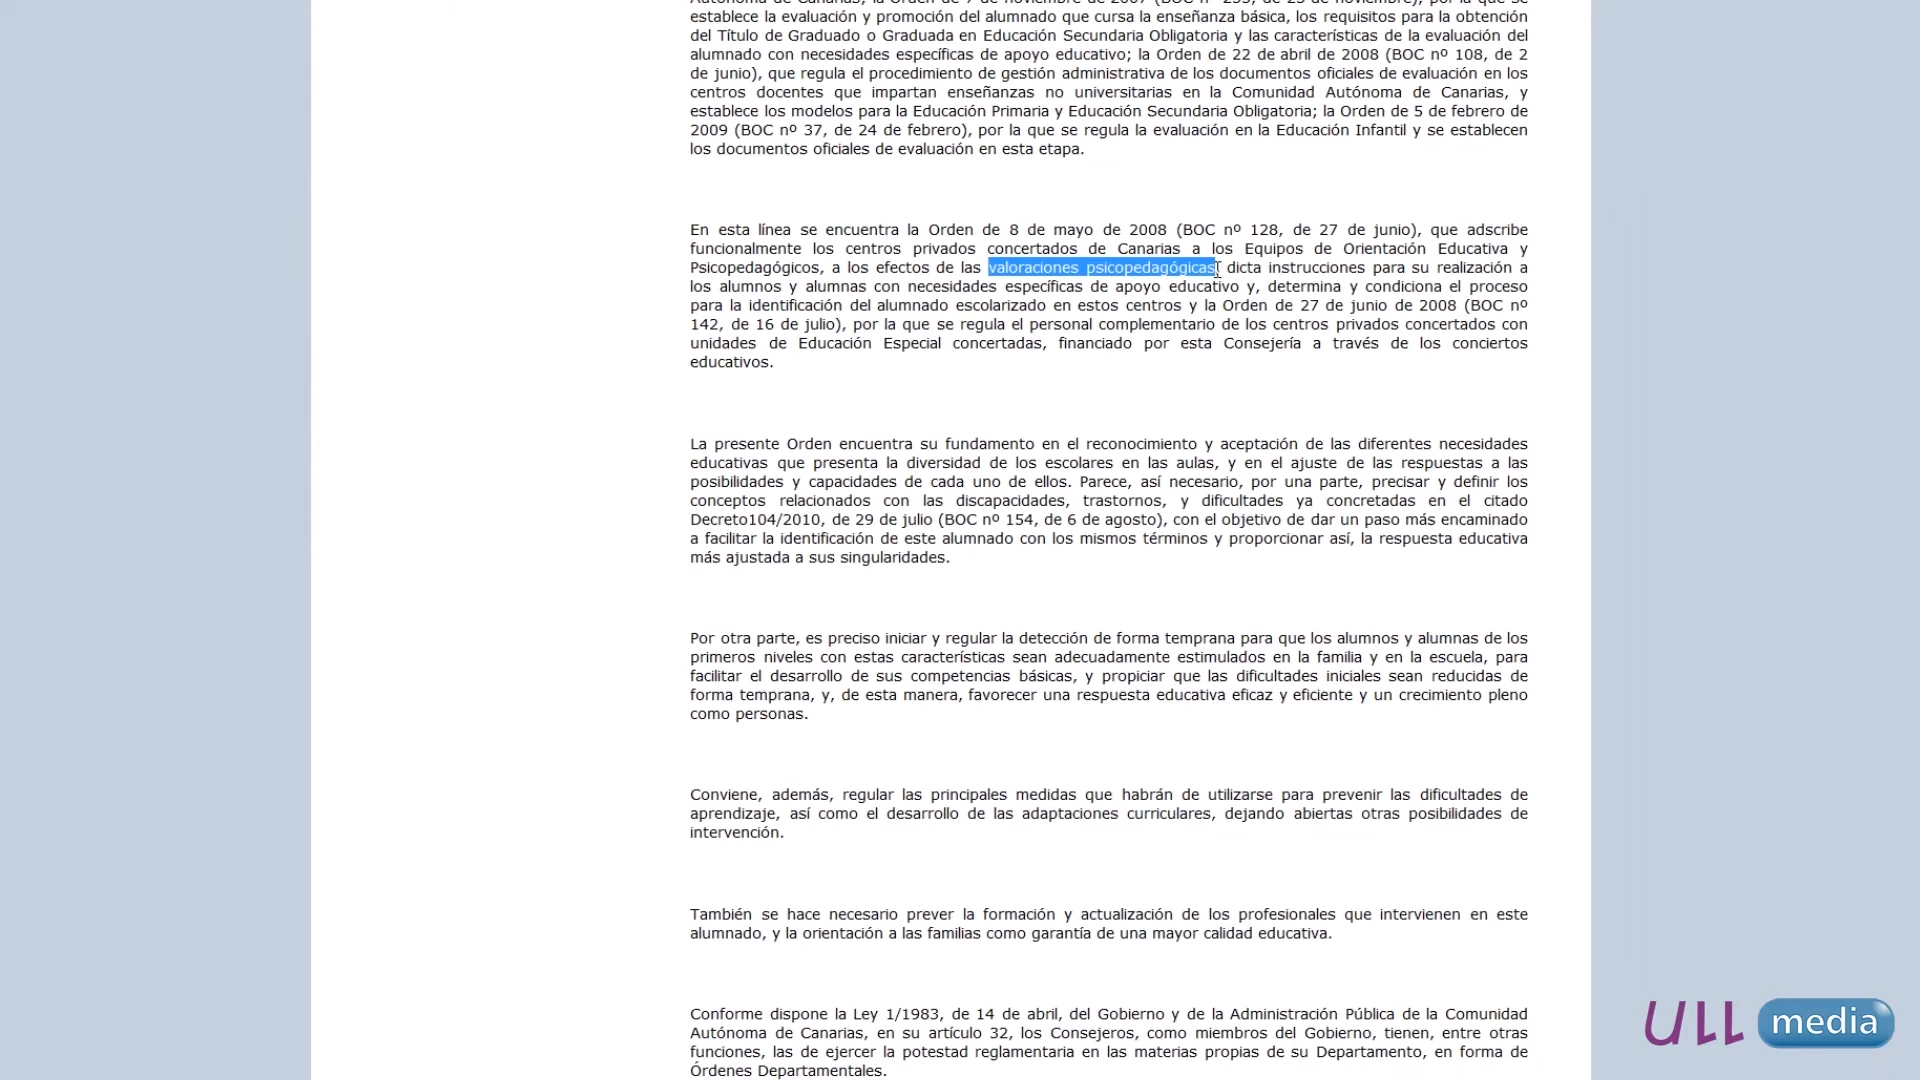 Autónoma de Canarias; la Orden de 7 de noviembre de 2007 (BOC nº 235, de 23 de noviembre), por la que se
establece la evaluación y promoción del alumnado que cursa la enseñanza básica, los requisitos para la obtención
del Título de Graduado o Graduada en Educación Secundaria Obligatoria y las características de la evaluación del
alumnado con necesidades específicas de apoyo educativo; la Orden de 22 de abril de 2008 (BOC nº 108, de 2
de junio), que regula el procedimiento de gestión administrativa de los documentos oficiales de evaluación en los
centros docentes que impartan enseñanzas no universitarias en la Comunidad Autónoma de Canarias, y
establece los modelos para la Educación Primaria y Educación Secundaria Obligatoria; la Orden de 5 de febrero de
2009 (BOC nº 37, de 24 de febrero), por la que se regula la evaluación en la Educación Infantil y se establecen
los documentos oficiales de evaluación en esta etapa.
En esta línea se encuentra la Orden de 8 de mayo de 2008 (BOC nº 128, de 27 de junio), que adscribe
funcionalmente los centros privados concertados de Canarias a los Equipos de Orientación Educativa y
Psicopedagógicos, a los efectos de las valoraciones psicopedagógicas, dicta instrucciones para su realización a
los alumnos y alumnas con necesidades específicas de apoyo educativo y, determina y condiciona el proceso
para la identificación del alumnado escolarizado en estos centros y la Orden de 27 de junio de 2008 (BOC nº
142, de 16 de julio), por la que se regula el personal complementario de los centros privados concertados con
unidades de Educación Especial concertadas, financiado por esta Consejería a través de los conciertos
educativos.
La presente Orden encuentra su fundamento en el reconocimiento y aceptación de las diferentes necesidades
educativas que presenta la diversidad de los escolares en las aulas, y en el ajuste de las respuestas a las
posibilidades y capacidades de cada uno de ellos. Parece, así necesario, por una parte, precisar y definir los
conceptos relacionados con las discapacidades, trastornos, y dificultades ya concretadas en el citado
Decreto104/2010, de 29 de julio (BOC nº 154, de 6 de agosto), con el objetivo de dar un paso más encaminado
a facilitar la identificación de este alumnado con los mismos términos y proporcionar así, la respuesta educativa
más ajustada a sus singularidades.
Por otra parte, es preciso iniciar y regular la detección de forma temprana para que los alumnos y alumnas de los
primeros niveles con estas características sean adecuadamente estimulados en la familia y en la escuela, para
facilitar el desarrollo de sus competencias básicas, y propiciar que las dificultades iniciales sean reducidas de
forma temprana, y, de esta manera, favorecer una respuesta educativa eficaz y eficiente y un crecimiento pleno
como personas.
Conviene, además, regular las principales medidas que habrán de utilizarse para prevenir las dificultades de
aprendizaje, así como el desarrollo de las adaptaciones curriculares, dejando abiertas otras posibilidades de
intervención.
También se hace necesario prever la formación y actualización de los profesionales que intervienen en este
alumnado, y la orientación a las familias como garantía de una mayor calidad educativa.
Conforme dispone la Ley 1/1983, de 14 de abril, del Gobierno y de la Administración Pública de la Comunidad
Autónoma de Canarias, en su artículo 32, los Consejeros, como miembros del Gobierno, tienen, entre otras
funciones, las de ejercer la potestad reglamentaria en las materias propias de su Departamento, en forma de
Órdenes Departamentales.
ULL media